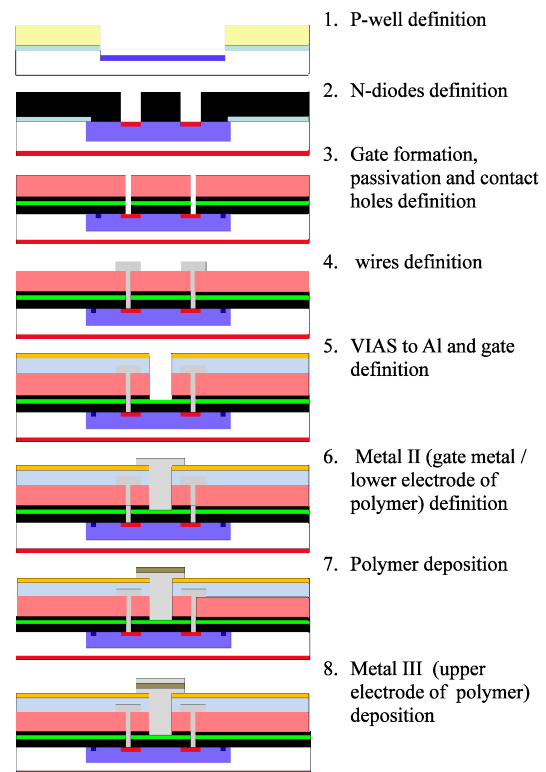 1. P-well definition
2. N-diodes definition
3. Gate formation,
passivation and contact
holes definition
4. wires definition
5. VIAS to Al and gate
definition
6. Metal II (gate metal /
lower electrode of
polymer) definition
7. Polymer deposition
8. Metal III (upper
electrode of polymer)
deposition